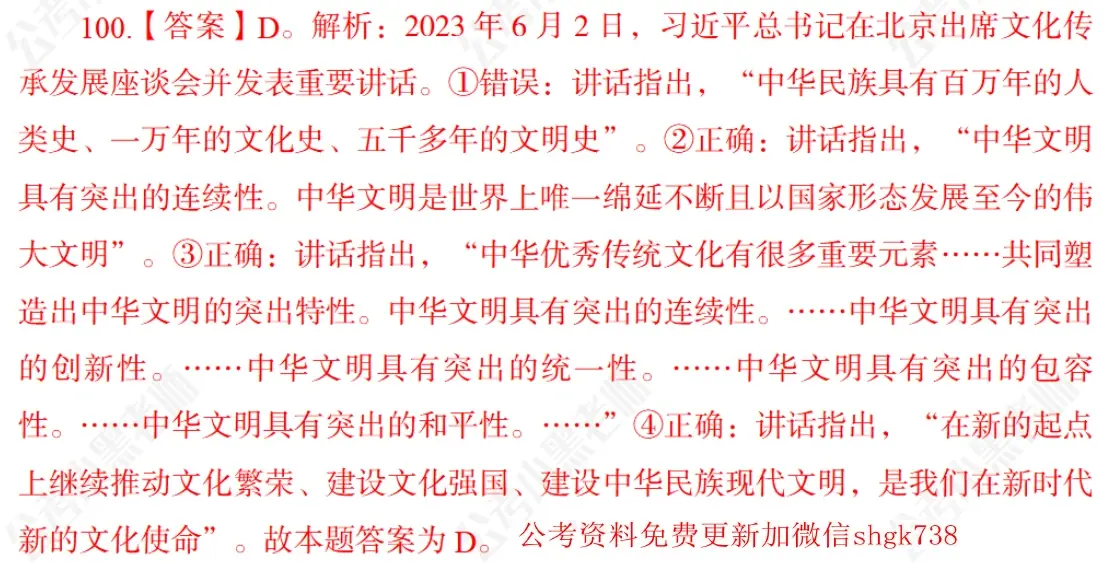 100.【答案】D。解析：2023 年 6 月 2 日，习近平总书记在北京出席文化传
承发展座谈会并发表重要讲话。①错误：讲话指出，“中华民族具有百万年的人
类史、一万年的文化史、五千多年的文明史”。②正确：讲话指出，“中华文明
具有突出的连续性。中华文明是世界上唯一绵延不断且以国家形态发展至今的伟
大文明”。③正确：讲话指出，“中华优秀传统文化有很多重要元素……共同塑
造出中华文明的突出特性。中华文明具有突出的连续性。……中华文明具有突出
的创新性。……中华文明具有突出的统一性。……中华文明具有突出的包容
性。……中华文明具有突出的和平性。……”④正确：讲话指出，“在新的起点
上继续推动文化繁荣、建设文化强国、建设中华民族现代文明，是我们在新时代
新的文化使命”。故本题答案为 D。 公考资料免费更新加微信shgk738
公考小黑老师